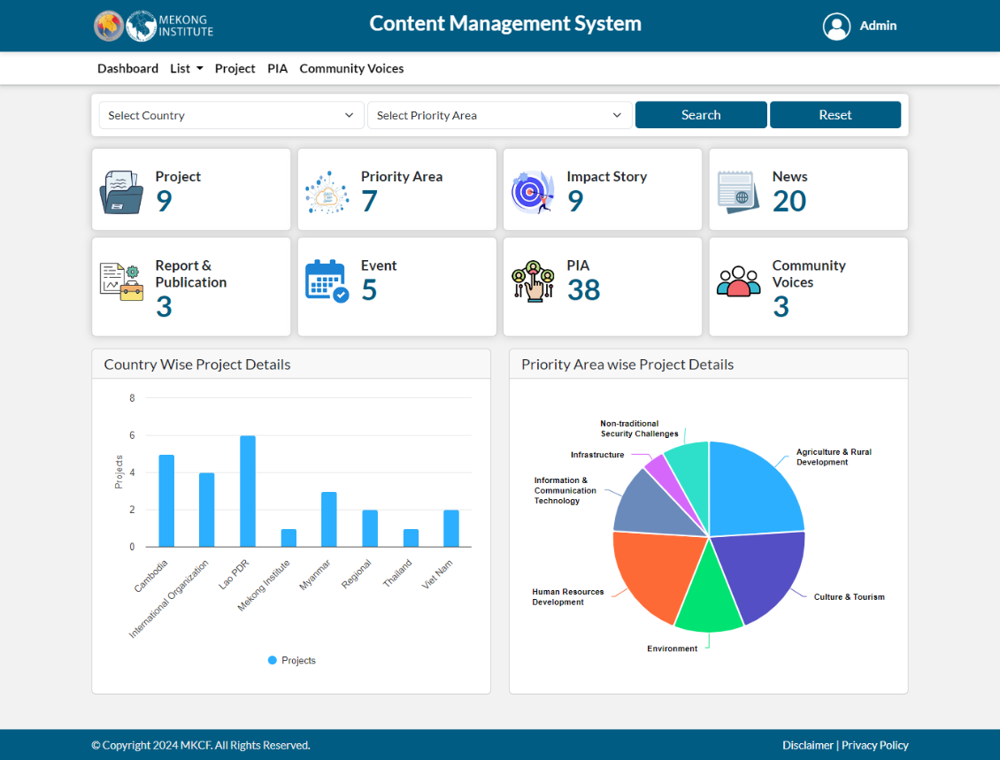 MEKONG
INSTITUTE
Content Management System
Admin
Dashboard List Project PIA Community Voices
Select Country
Select Priority Area
Search
Reset
Project
9
Priority Area
7
Impact Story
9
News
20
Report &
Publication
3
Event
5
PIA
38
Community
Voices
3
Country Wise Project Details
8
6
4
2
0
Projects
Cambodia
International Organization
Lao PDR
Mekong Institute
Myanmar
Regional
Thailand
Viet Nam
Projects
Priority Area wise Project Details
Non-traditional
Security Challenges
Infrastructure
Information &
Communication
Technology
Human Resources
Development
Environment
Agriculture & Rural
Development
Culture & Tourism
© Copyright 2024 MKCF. All Rights Reserved.
Disclaimer | Privacy Policy